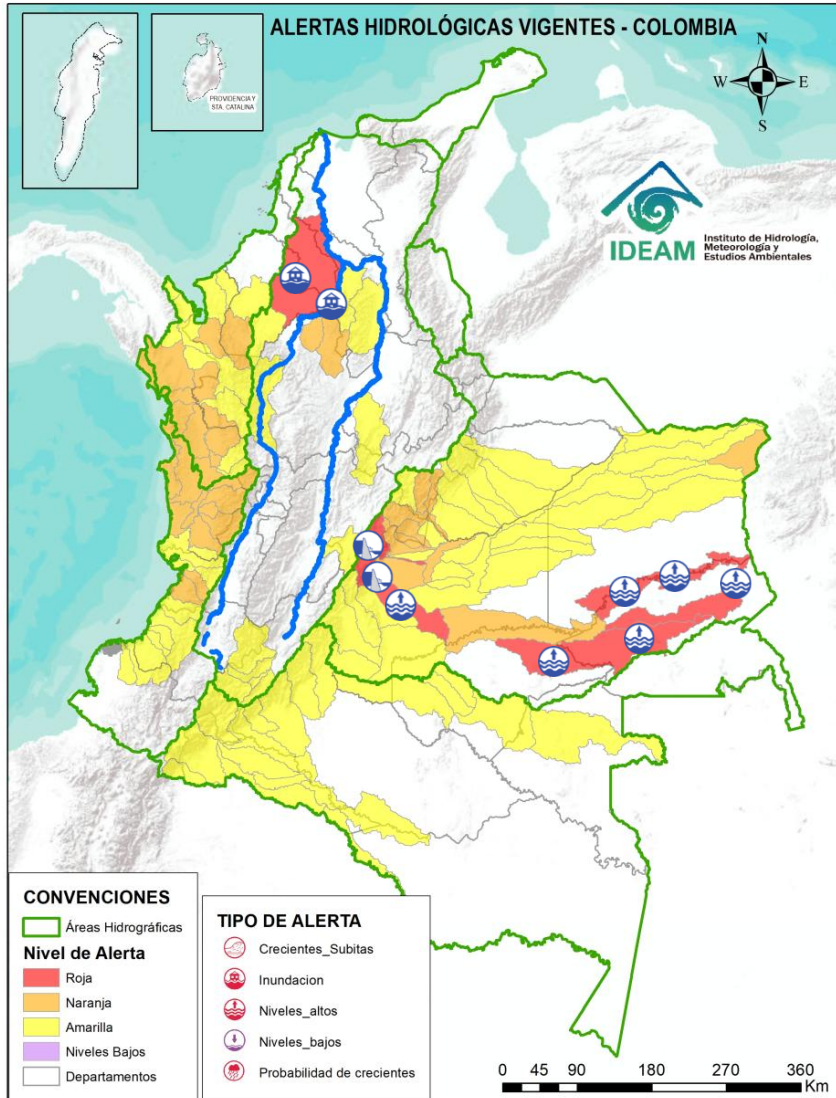 ALERTAS HIDROLÓGICAS VIGENTES - COLOMBIA
PROVIDENCIA Y
STA. CATALINA
N
W
E
S
IDEAM
Instituto de Hidrología,
Meteorología y
Estudios Ambientales
CONVENCIONES
Áreas Hidrográficas
Nivel de Alerta
Roja
Naranja
Amarilla
Niveles Bajos
Departamentos
TIPO DE ALERTA
Crecientes_Subitas
Inundacion
Niveles_altos
Niveles_bajos
Probabilidad de crecientes
0 45 90 180 270 360
Km